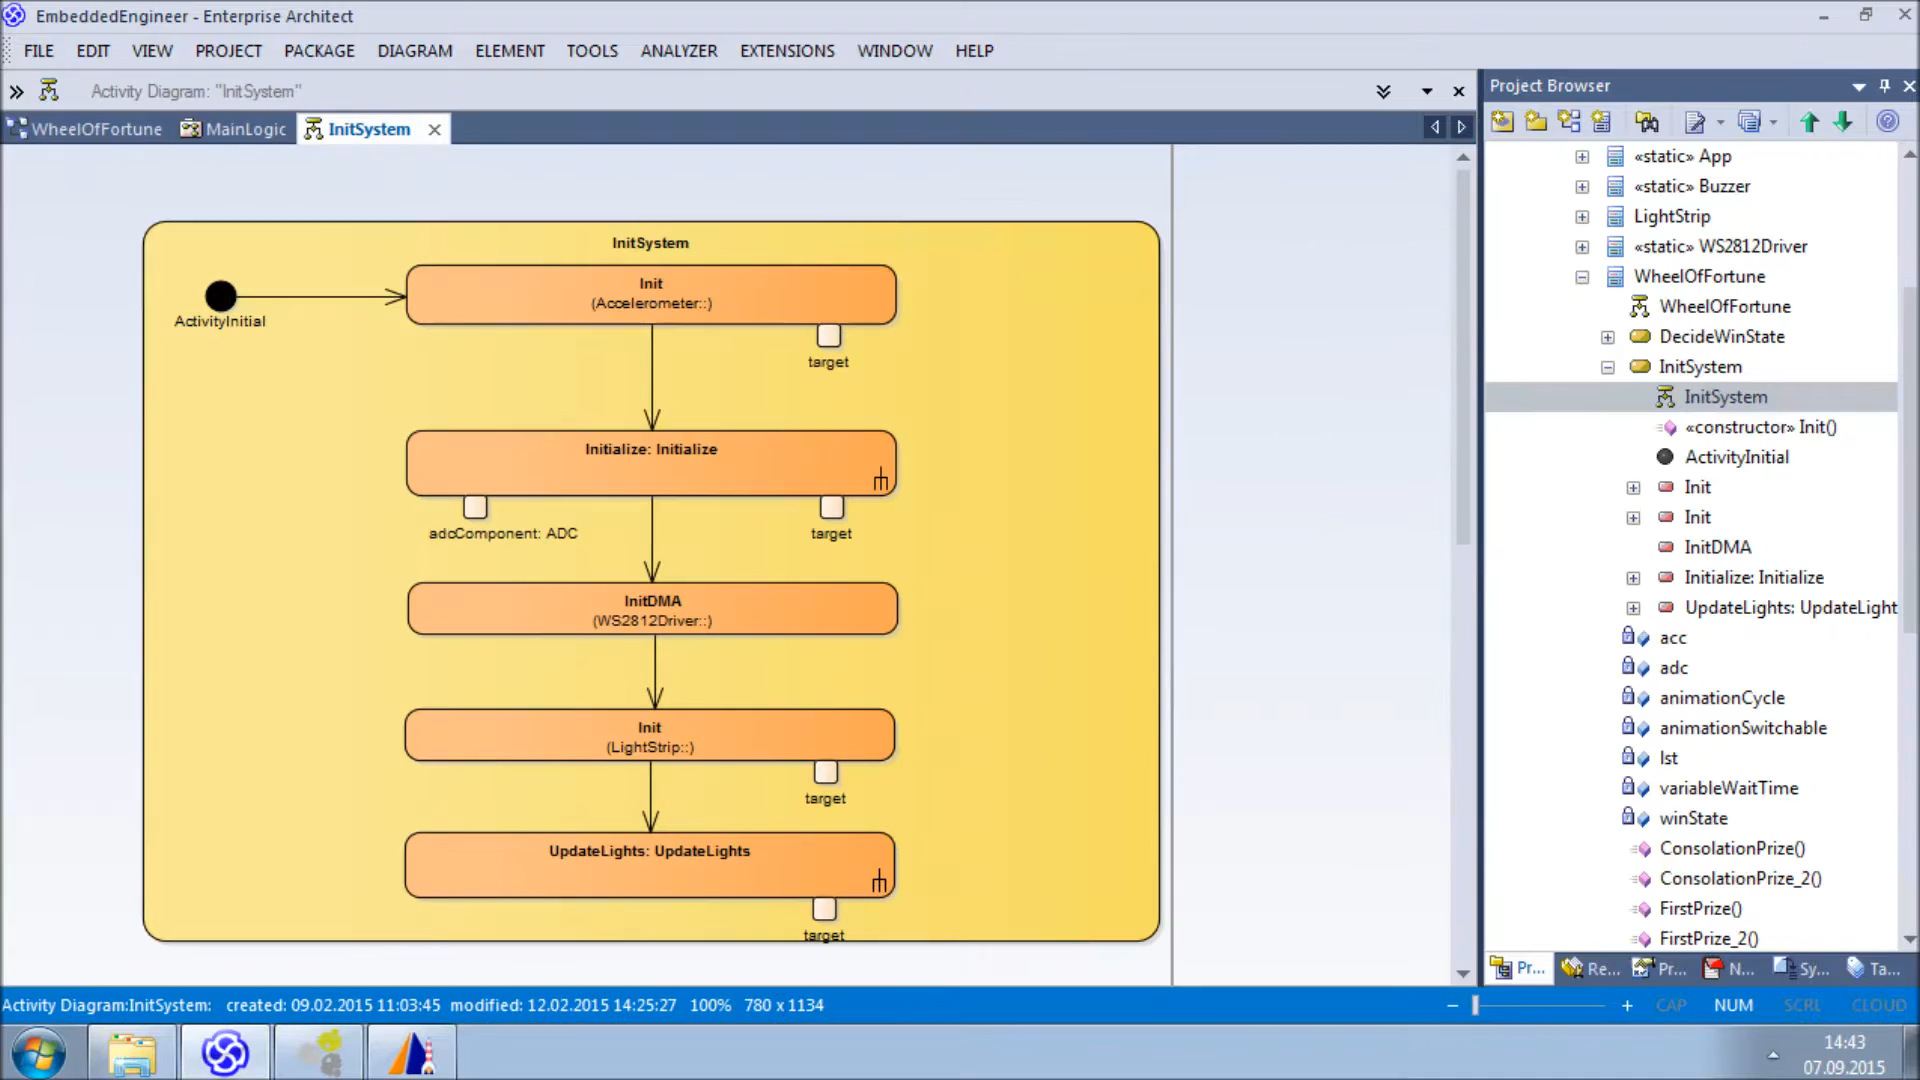 EmbeddedEngineer - Enterprise Architect
FILE EDIT VIEW PROJECT PACKAGE DIAGRAM ELEMENT TOOLS ANALYZER EXTENSIONS WINDOW HELP
Activity Diagram: "InitSystem"
WheelOfFortune MainLogic InitSystem
InitSystem
ActivityInitial
Init
(Accelerometer::)
target
Initialize: Initialize
adcComponent: ADC
target
InitDMA
(WS2812Driver::)
Init
(LightStrip::)
target
UpdateLights: UpdateLights
target
Project Browser
«static» App
«static» Buzzer
LightStrip
«static» WS2812Driver
WheelOfFortune
WheelOfFortune
DecideWinState
InitSystem
InitSystem
«constructor» Init()
ActivityInitial
Init
Init
InitDMA
Initialize: Initialize
UpdateLights: UpdateLight
acc
adc
animationCycle
animationSwitchable
lst
variableWaitTime
winState
ConsolationPrize()
ConsolationPrize_2()
FirstPrize()
FirstPrize_2()
Pr... Re... Pr... N... Sy... Ta...
Activity Diagram:InitSystem: created: 09.02.2015 11:03:45 modified: 12.02.2015 14:25:27 100% 780 x 1134
CAP NUM SCRL CLOUD
14:43
07.09.2015